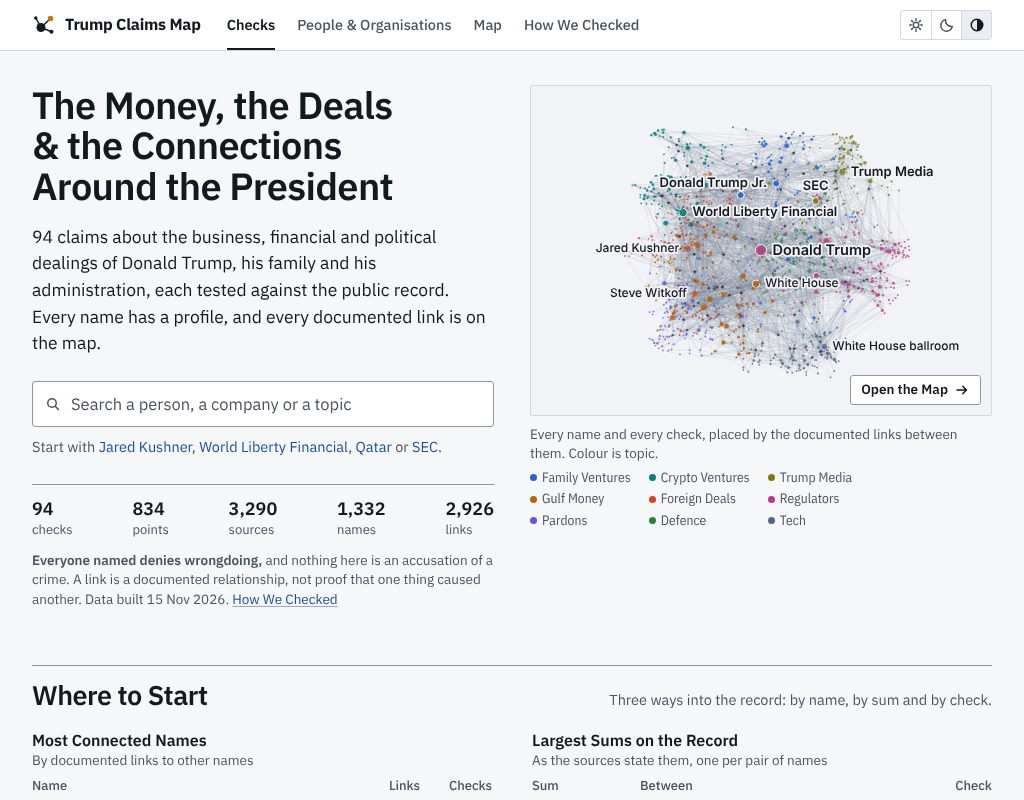 Trump Claims Map
Checks
People & Organisations
Map
How We Checked
The Money, the Deals
& the Connections
Around the President
94 claims about the business, financial and political
dealings of Donald Trump, his family and his
administration, each tested against the public record.
Every name has a profile, and every documented link is on
the map.
Search a person, a company or a topic
Start with Jared Kushner, World Liberty Financial, Qatar or SEC.
94
checks
834
points
3,290
sources
1,332
names
2,926
links
Everyone named denies wrongdoing, and nothing here is an accusation of a
crime. A link is a documented relationship, not proof that one thing caused
another. Data built 15 Nov 2026. How We Checked
Trump Media
Donald Trump Jr.
SEC
World Liberty Financial
Jared Kushner
Donald Trump
White House
Steve Witkoff
White House ballroom
Open the Map →
Every name and every check, placed by the documented links between
them. Colour is topic.
Family Ventures
Crypto Ventures
Trump Media
Gulf Money
Foreign Deals
Regulators
Pardons
Defence
Tech
Where to Start
Three ways into the record: by name, by sum and by check.
Most Connected Names
By documented links to other names
Name
Links
Checks
Largest Sums on the Record
As the sources state them, one per pair of names
Sum
Between
Check